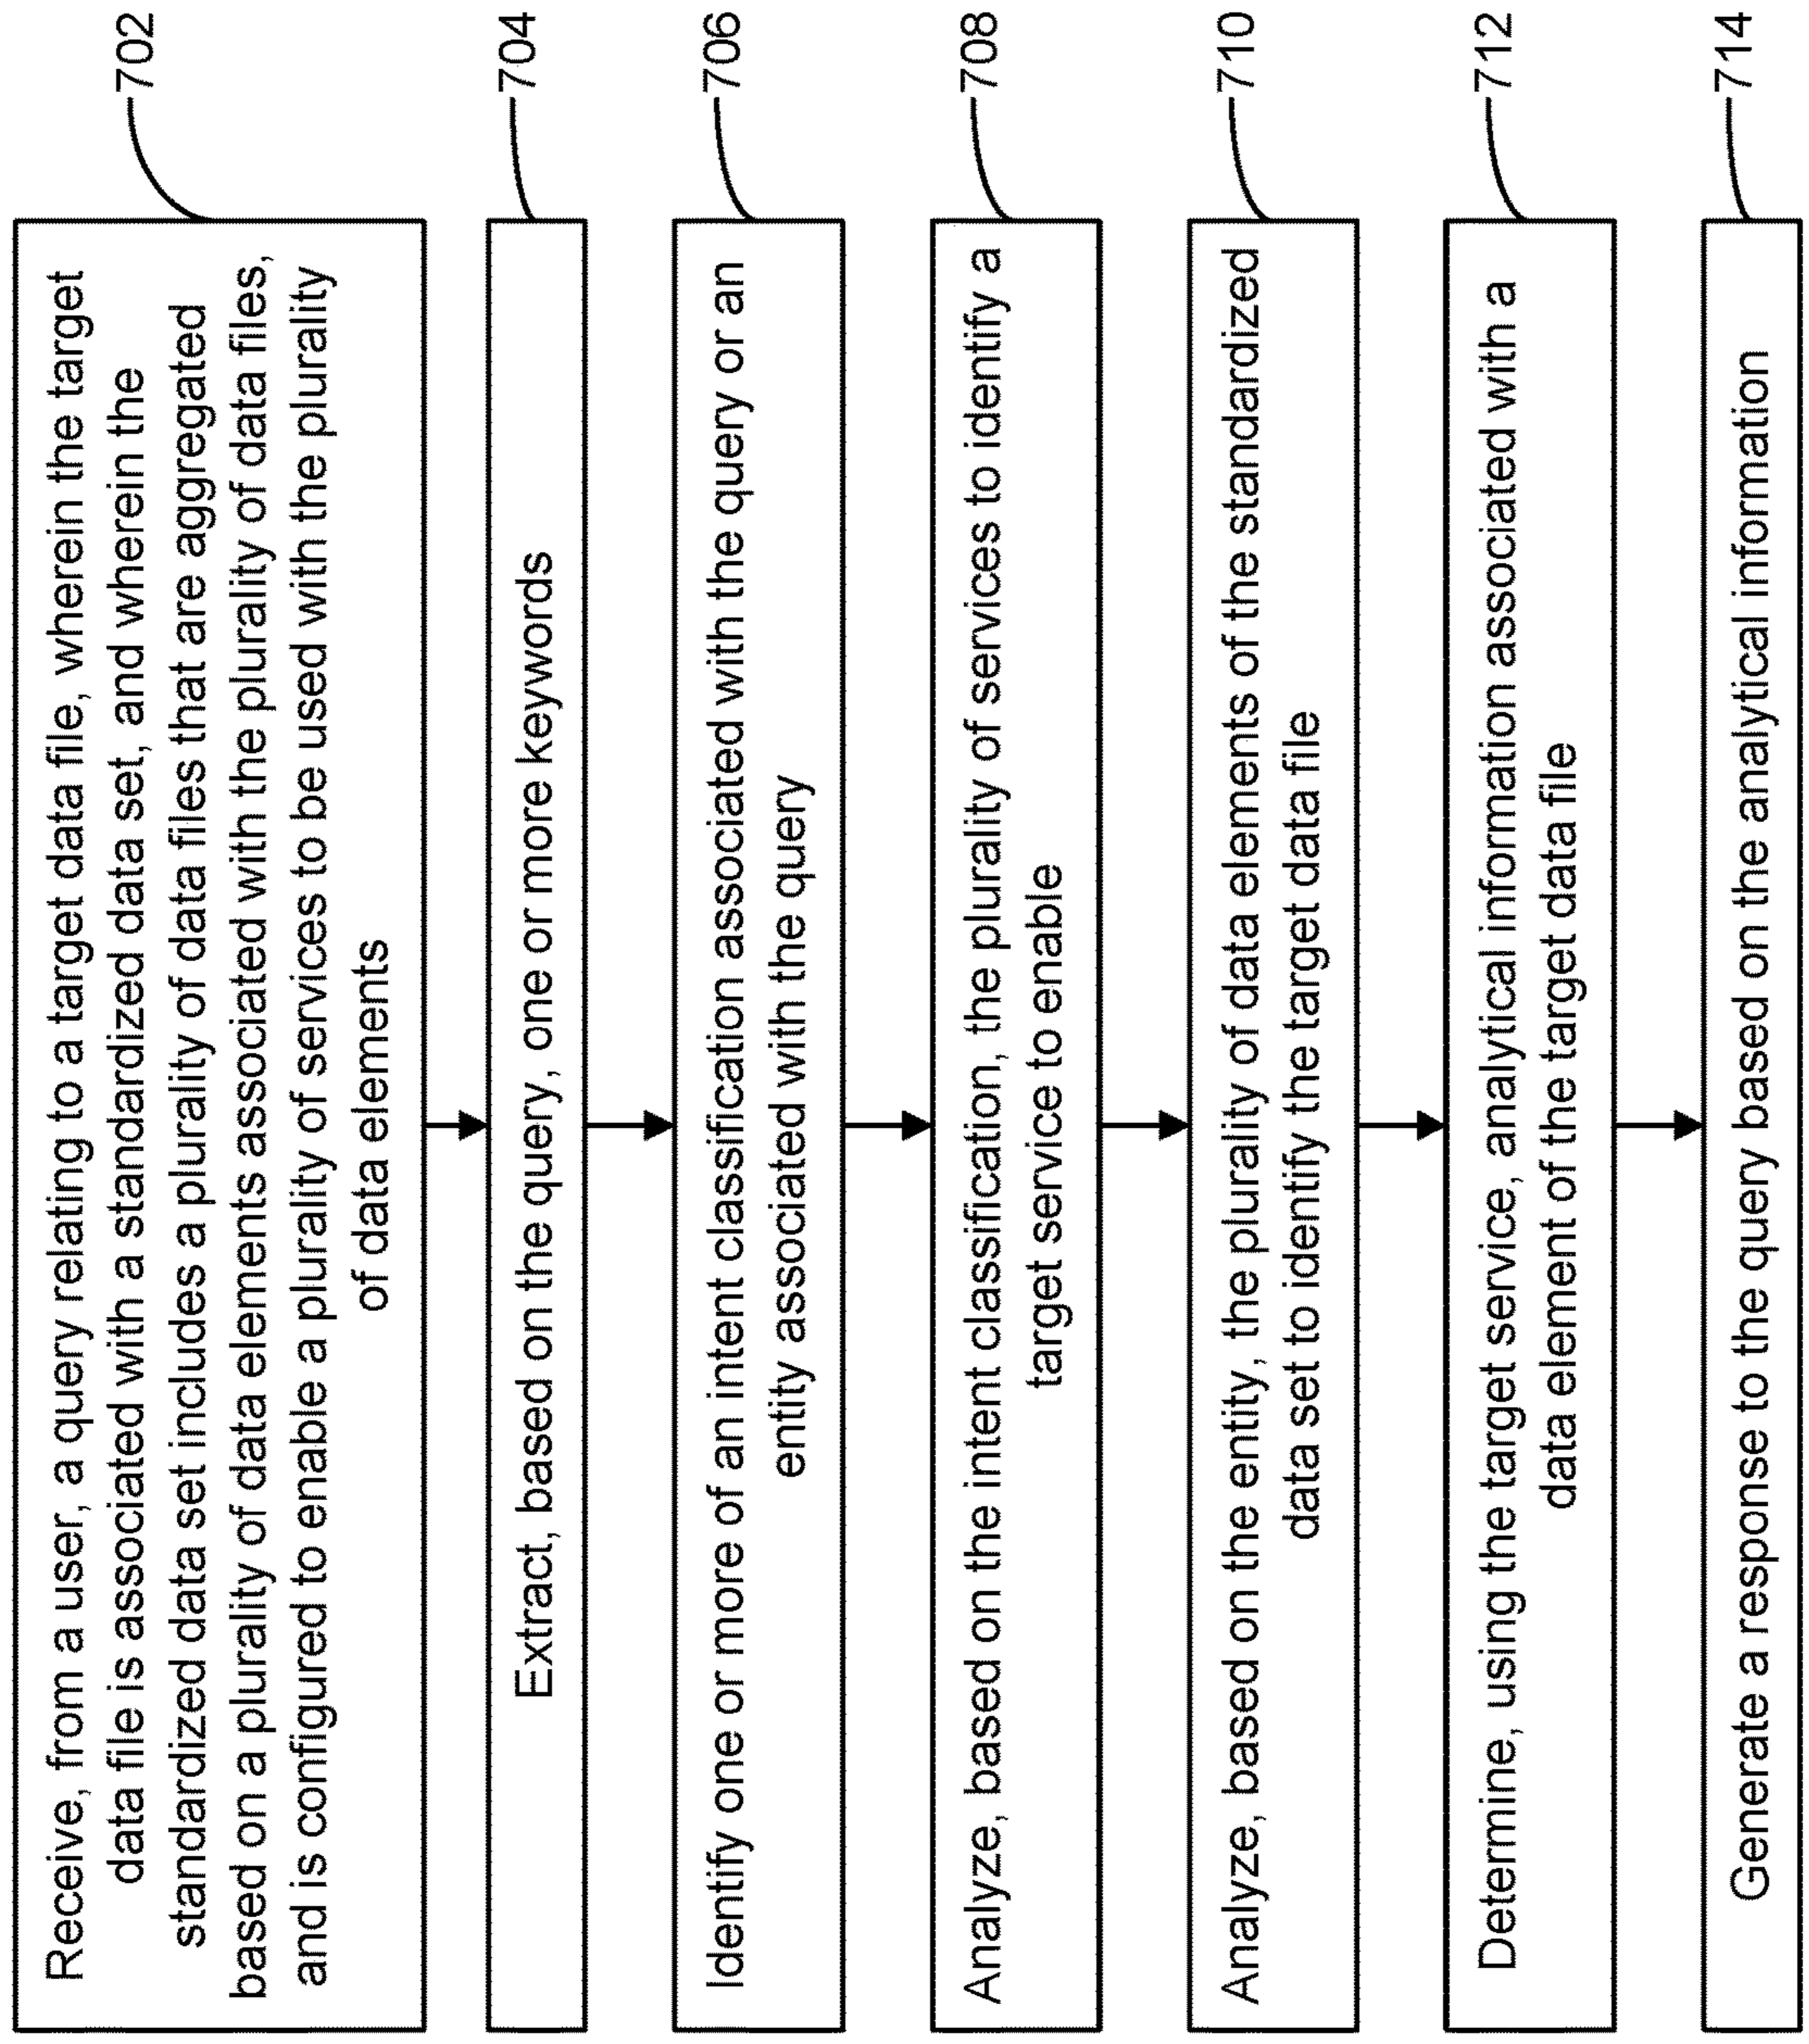 Receive, from a user, a query relating to a target data file, wherein the target
data file is associated with a standardized data set, and wherein the
standardized data set includes a plurality of data files that are aggregated
based on a plurality of data elements associated with the plurality of data files,
and is configured to enable a plurality of services to be used with the plurality
of data elements
702
Extract, based on the query, one or more keywords
704
Identify one or more of an intent classification associated with the query or an
entity associated with the query
706
Analyze, based on the intent classification, the plurality of services to identify a
target service to enable
708
Analyze, based on the entity, the plurality of data elements of the standardized
data set to identify the target data file
710
Determine, using the target service, analytical information associated with a
data element of the target data file
712
Generate a response to the query based on the analytical information
714